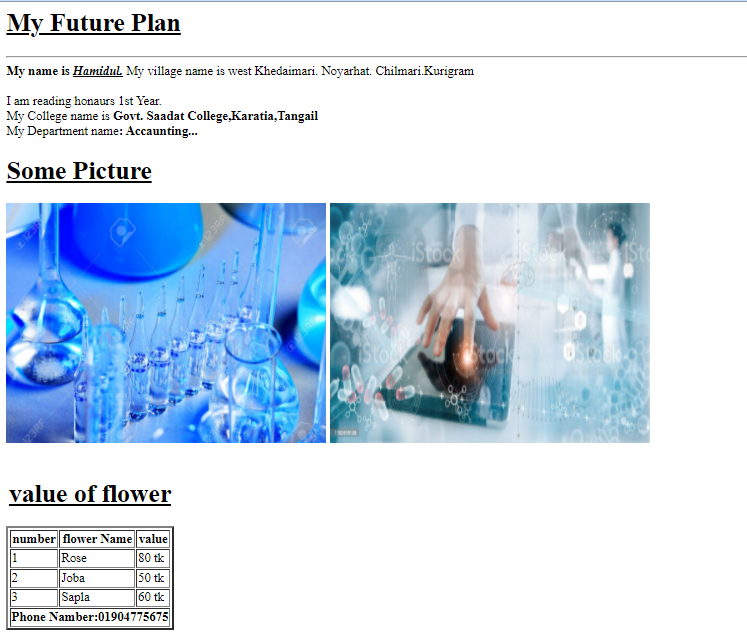 My Future Plan
My name is Hamidul. My village name is west Khedaimari. Noyarhat. Chilmari.Kurigram
I am reading honaurs 1st Year.
My College name is Govt. Saadat College,Karatia,Tangail
My Department name: Accaunting...
Some Picture
iStock
iStock
iStock
value of flower
number flower Name value
1 Rose 80 tk
2 Joba 50 tk
3 Sapla 60 tk
Phone Namber:01904775675